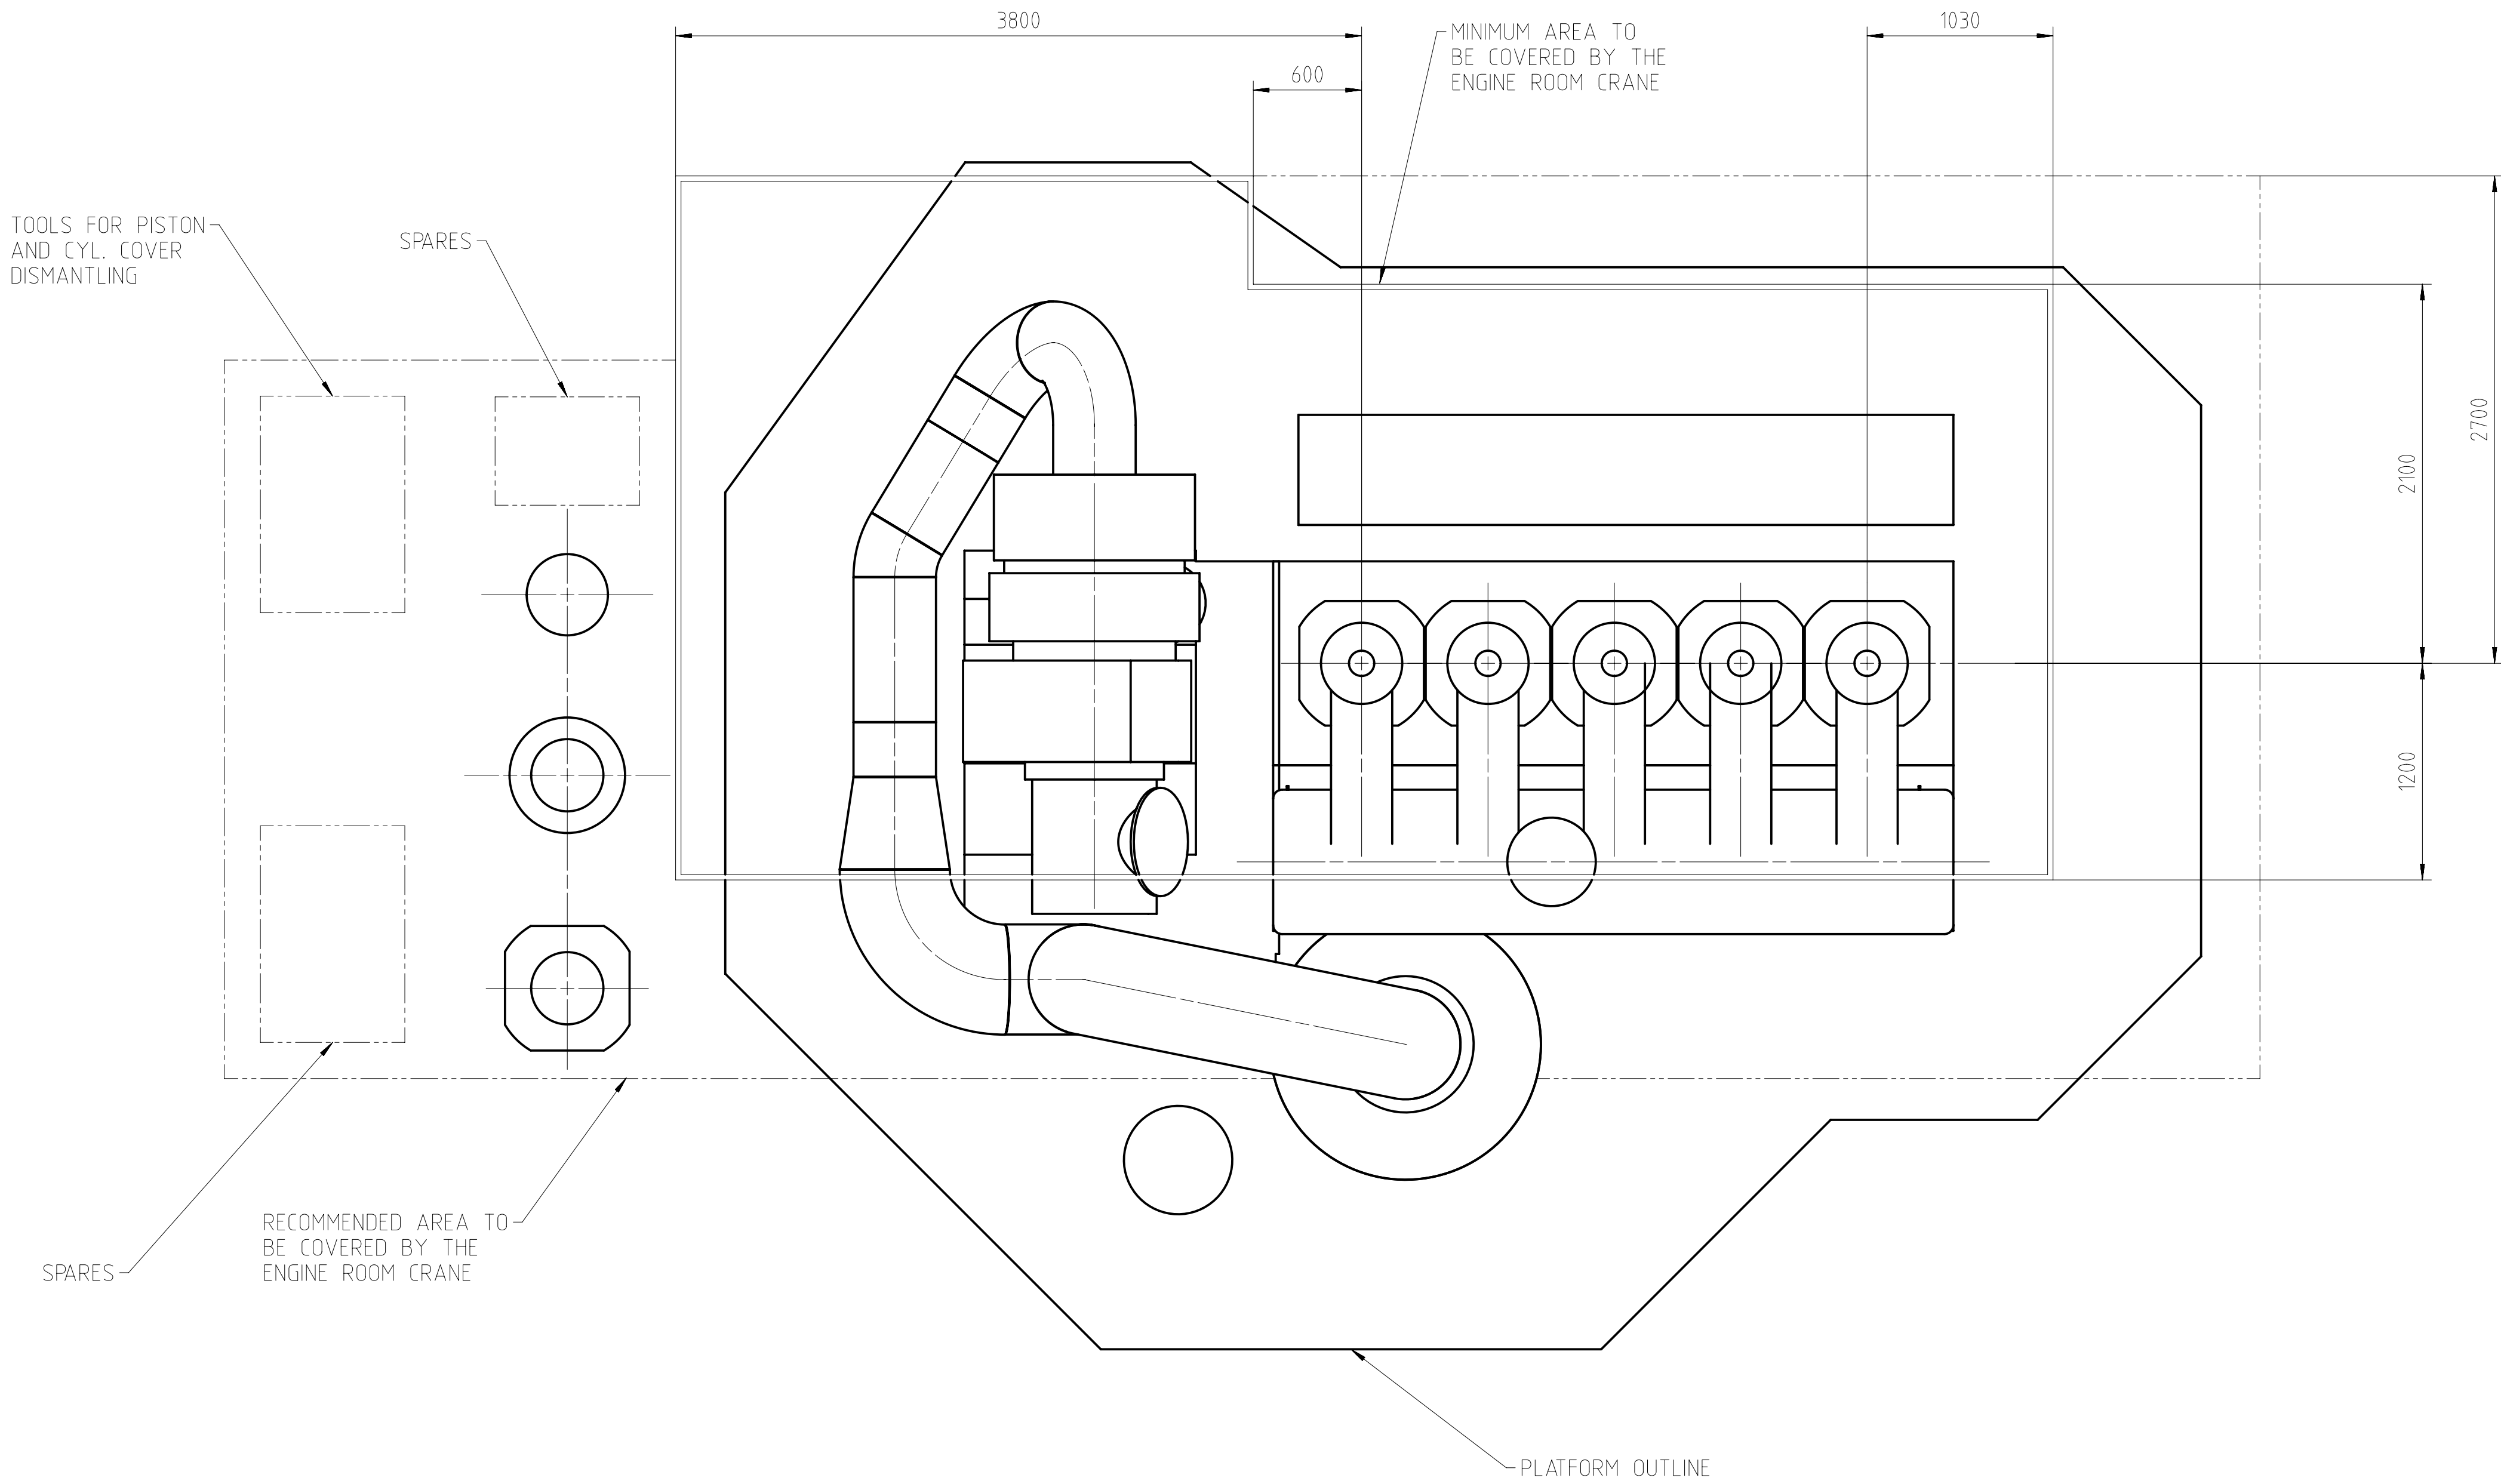 3800
600
MINIMUM AREA TO
BE COVERED BY THE
ENGINE ROOM CRANE
1030
TOOLS FOR PISTON
AND CYL. COVER
DISMANTLING
SPARES
2700
2100
1200
RECOMMENDED AREA TO
BE COVERED BY THE
ENGINE ROOM CRANE
SPARES
PLATFORM OUTLINE